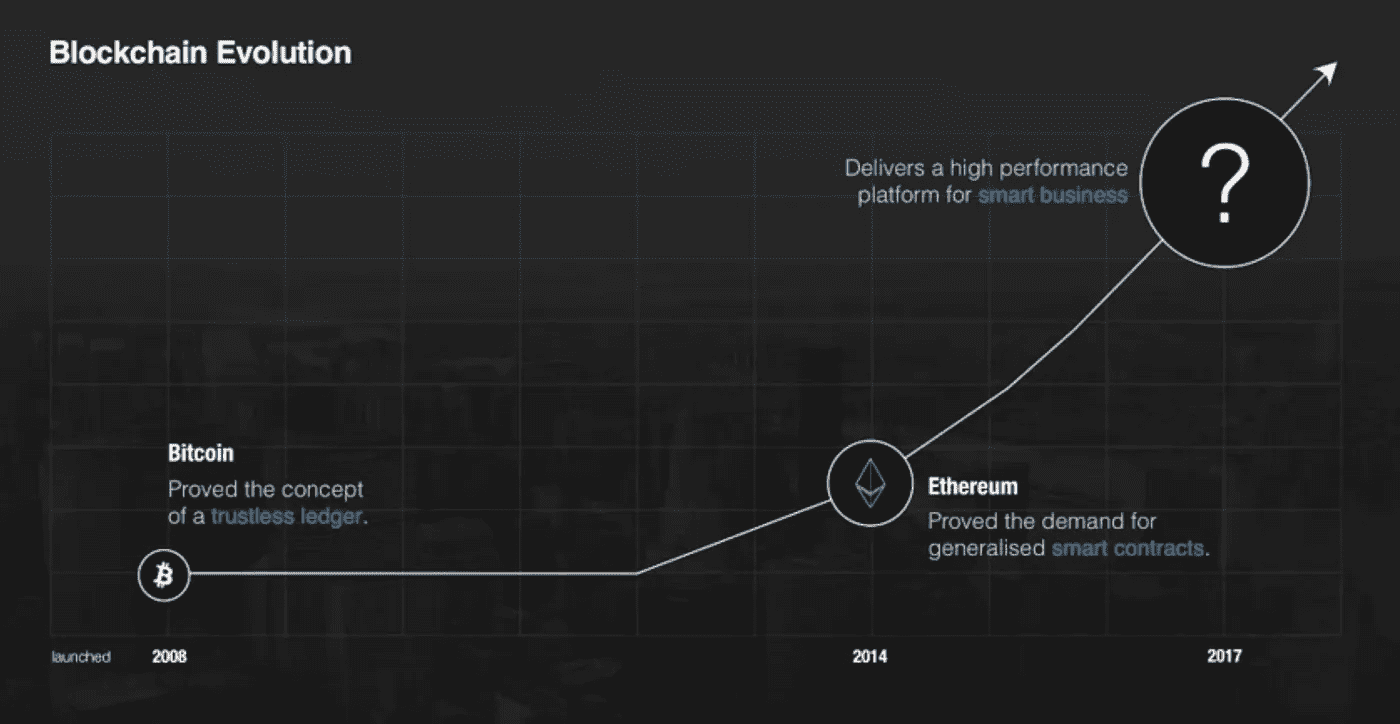 Blockchain Evolution
Delivers a high performance
platform for smart business
?
Bitcoin
Proved the concept
of a trustless ledger.
Ethereum
Proved the demand for
generalised smart contracts.
launched 2008 2014 2017